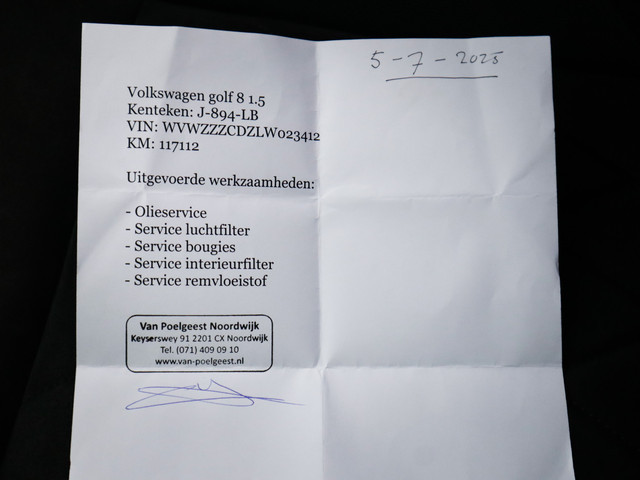 5-7-2025
Volkswagen golf 8 1.5
Kenteken: J-894-LB
VIN: WVWZZZCDZLW023412
KM: 117112
Uitgevoerde werkzaamheden:
- Olieservice
- Service luchtfilter
- Service bougies
- Service interieurfilter
- Service remvloeistof
Van Poelgeest Noordwijk
Keyserswey 91 2201 CX Noordwijk
Tel. (071) 409 09 10
www.van-poelgeest.nl